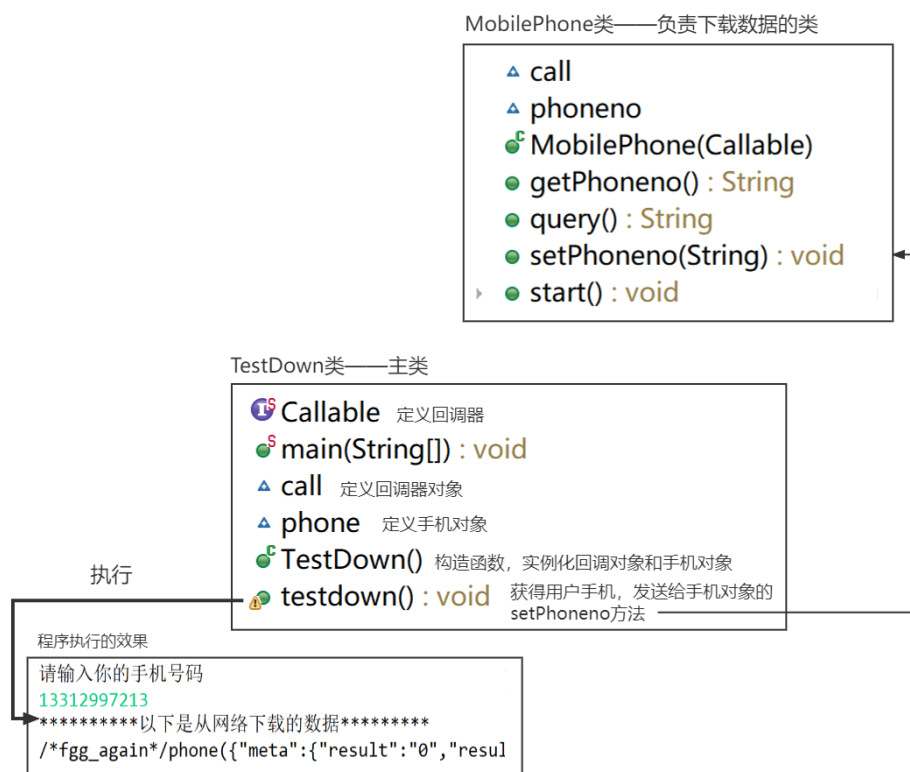 MobilePhone类——负责下载数据的类
call
phoneno
MobilePhone(Callable)
getPhoneno() : String
query() : String
setPhoneno(String) : void
start() : void
TestDown类——主类
Callable 定义回调器
main(String[]) : void
call 定义回调器对象
phone 定义手机对象
TestDown() 构造函数，实例化回调对象和手机对象
testdown() : void 获得用户手机，发送给手机对象的
setPhoneno方法
执行
程序执行的效果
请输入你的手机号码
13312997213
**********以下是从网络下载的数据*********
/*fgg_again*/phone({"meta":{"result":"0","resul